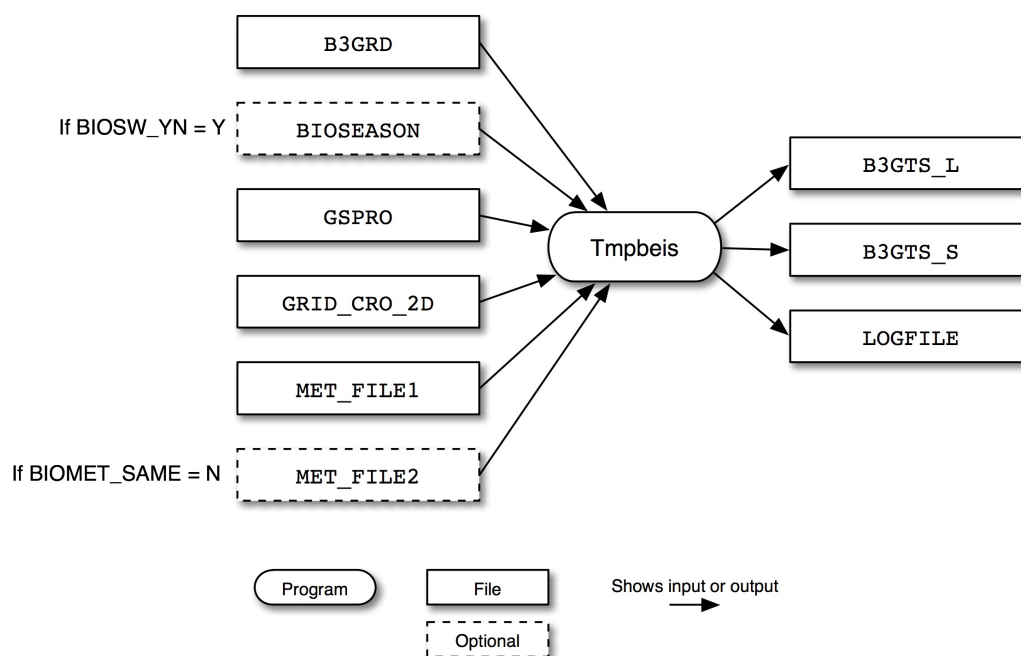 B3GRD
If BIOSW_YN = Y
BIOSEASON
GSPRO
GRID_CRO_2D
MET_FILE1
If BIOMET_SAME = N
MET_FILE2
Tmpbeis
B3GTS_L
B3GTS_S
LOGFILE
Program
File
Shows input or output
Optional